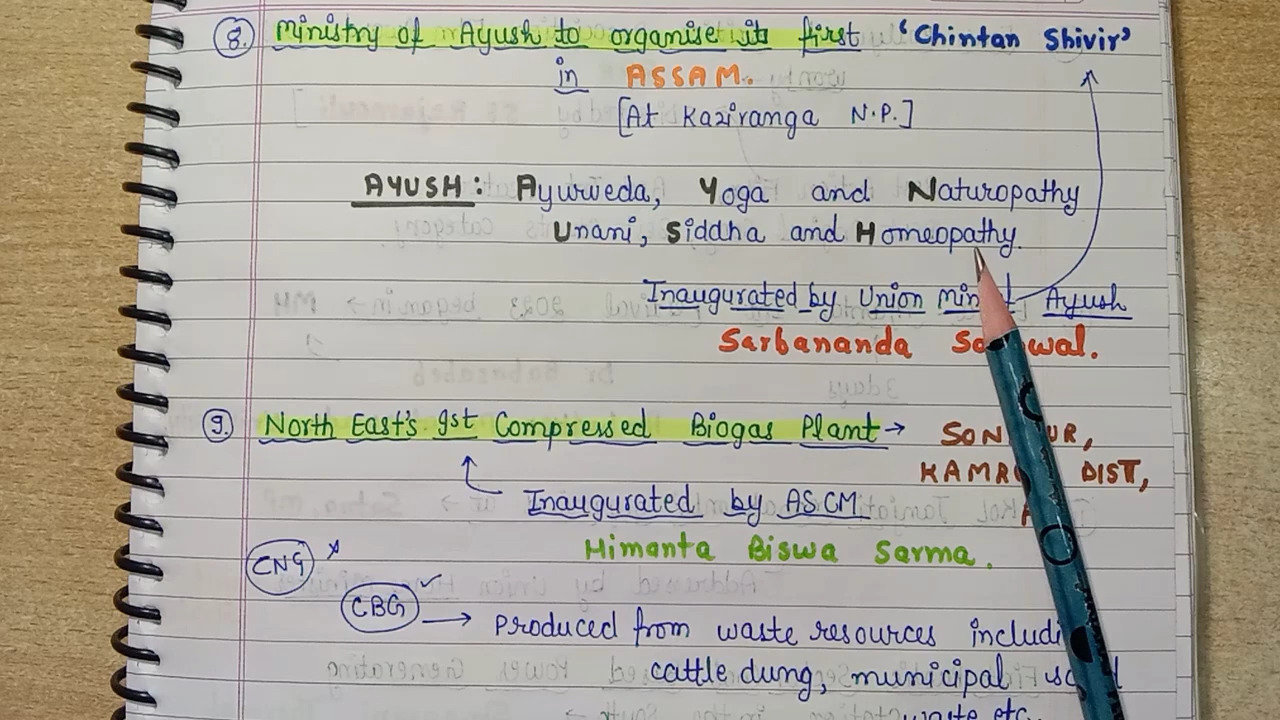 8. Ministry of Ayush to organise its first 'Chintan Shivir'
in ASSAM.
[At Kaziranga N.P.]
AYUSH: Ayurveda, Yoga and Naturopathy
Unani, Siddha and Homeopathy.
Inaugurated by Union Ayush
Sarbananda
9. North East's 1st Compressed Biogas Plant →
DIST,
Inaugurated by AS CM
Himanta Biswa Sarma.
CNG ×
CBG ✓ → Produced from waste resources
cattle dung, municipal
waste etc.